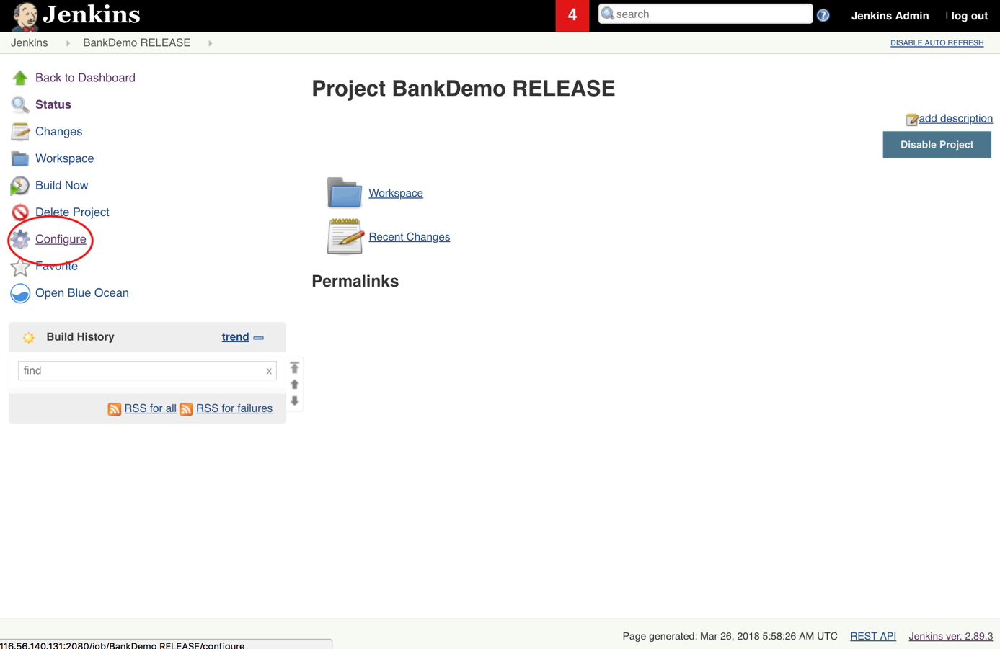 Jenkins
4
search
Jenkins Admin
| log out
Jenkins
BankDemo RELEASE
DISABLE AUTO REFRESH
Back to Dashboard
Status
Changes
Workspace
Build Now
Delete Project
Configure
Favorite
Open Blue Ocean
Build History
trend
find
x
RSS for all
RSS for failures
Project BankDemo RELEASE
add description
Disable Project
Workspace
Recent Changes
Permalinks
Page generated: Mar 26, 2018 5:58:26 AM UTC
REST API
Jenkins ver. 2.89.3
116.56.140.131:2080/job/BankDemo RELEASE/configure